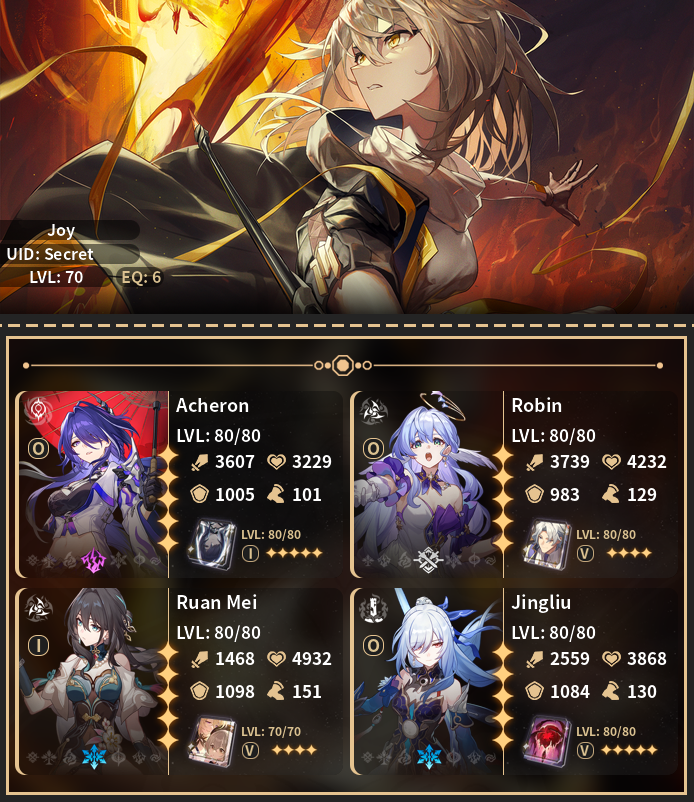 Joy
UID: Secret
LVL: 70 EQ: 6
Acheron
LVL: 80/80
O
3607 3229
1005 101
LVL: 80/80
I
Robin
LVL: 80/80
O
3739 4232
983 129
LVL: 80/80
V
Ruan Mei
LVL: 80/80
I
1468 4932
1098 151
LVL: 70/70
V
Jingliu
LVL: 80/80
O
2559 3868
1084 130
LVL: 80/80
V